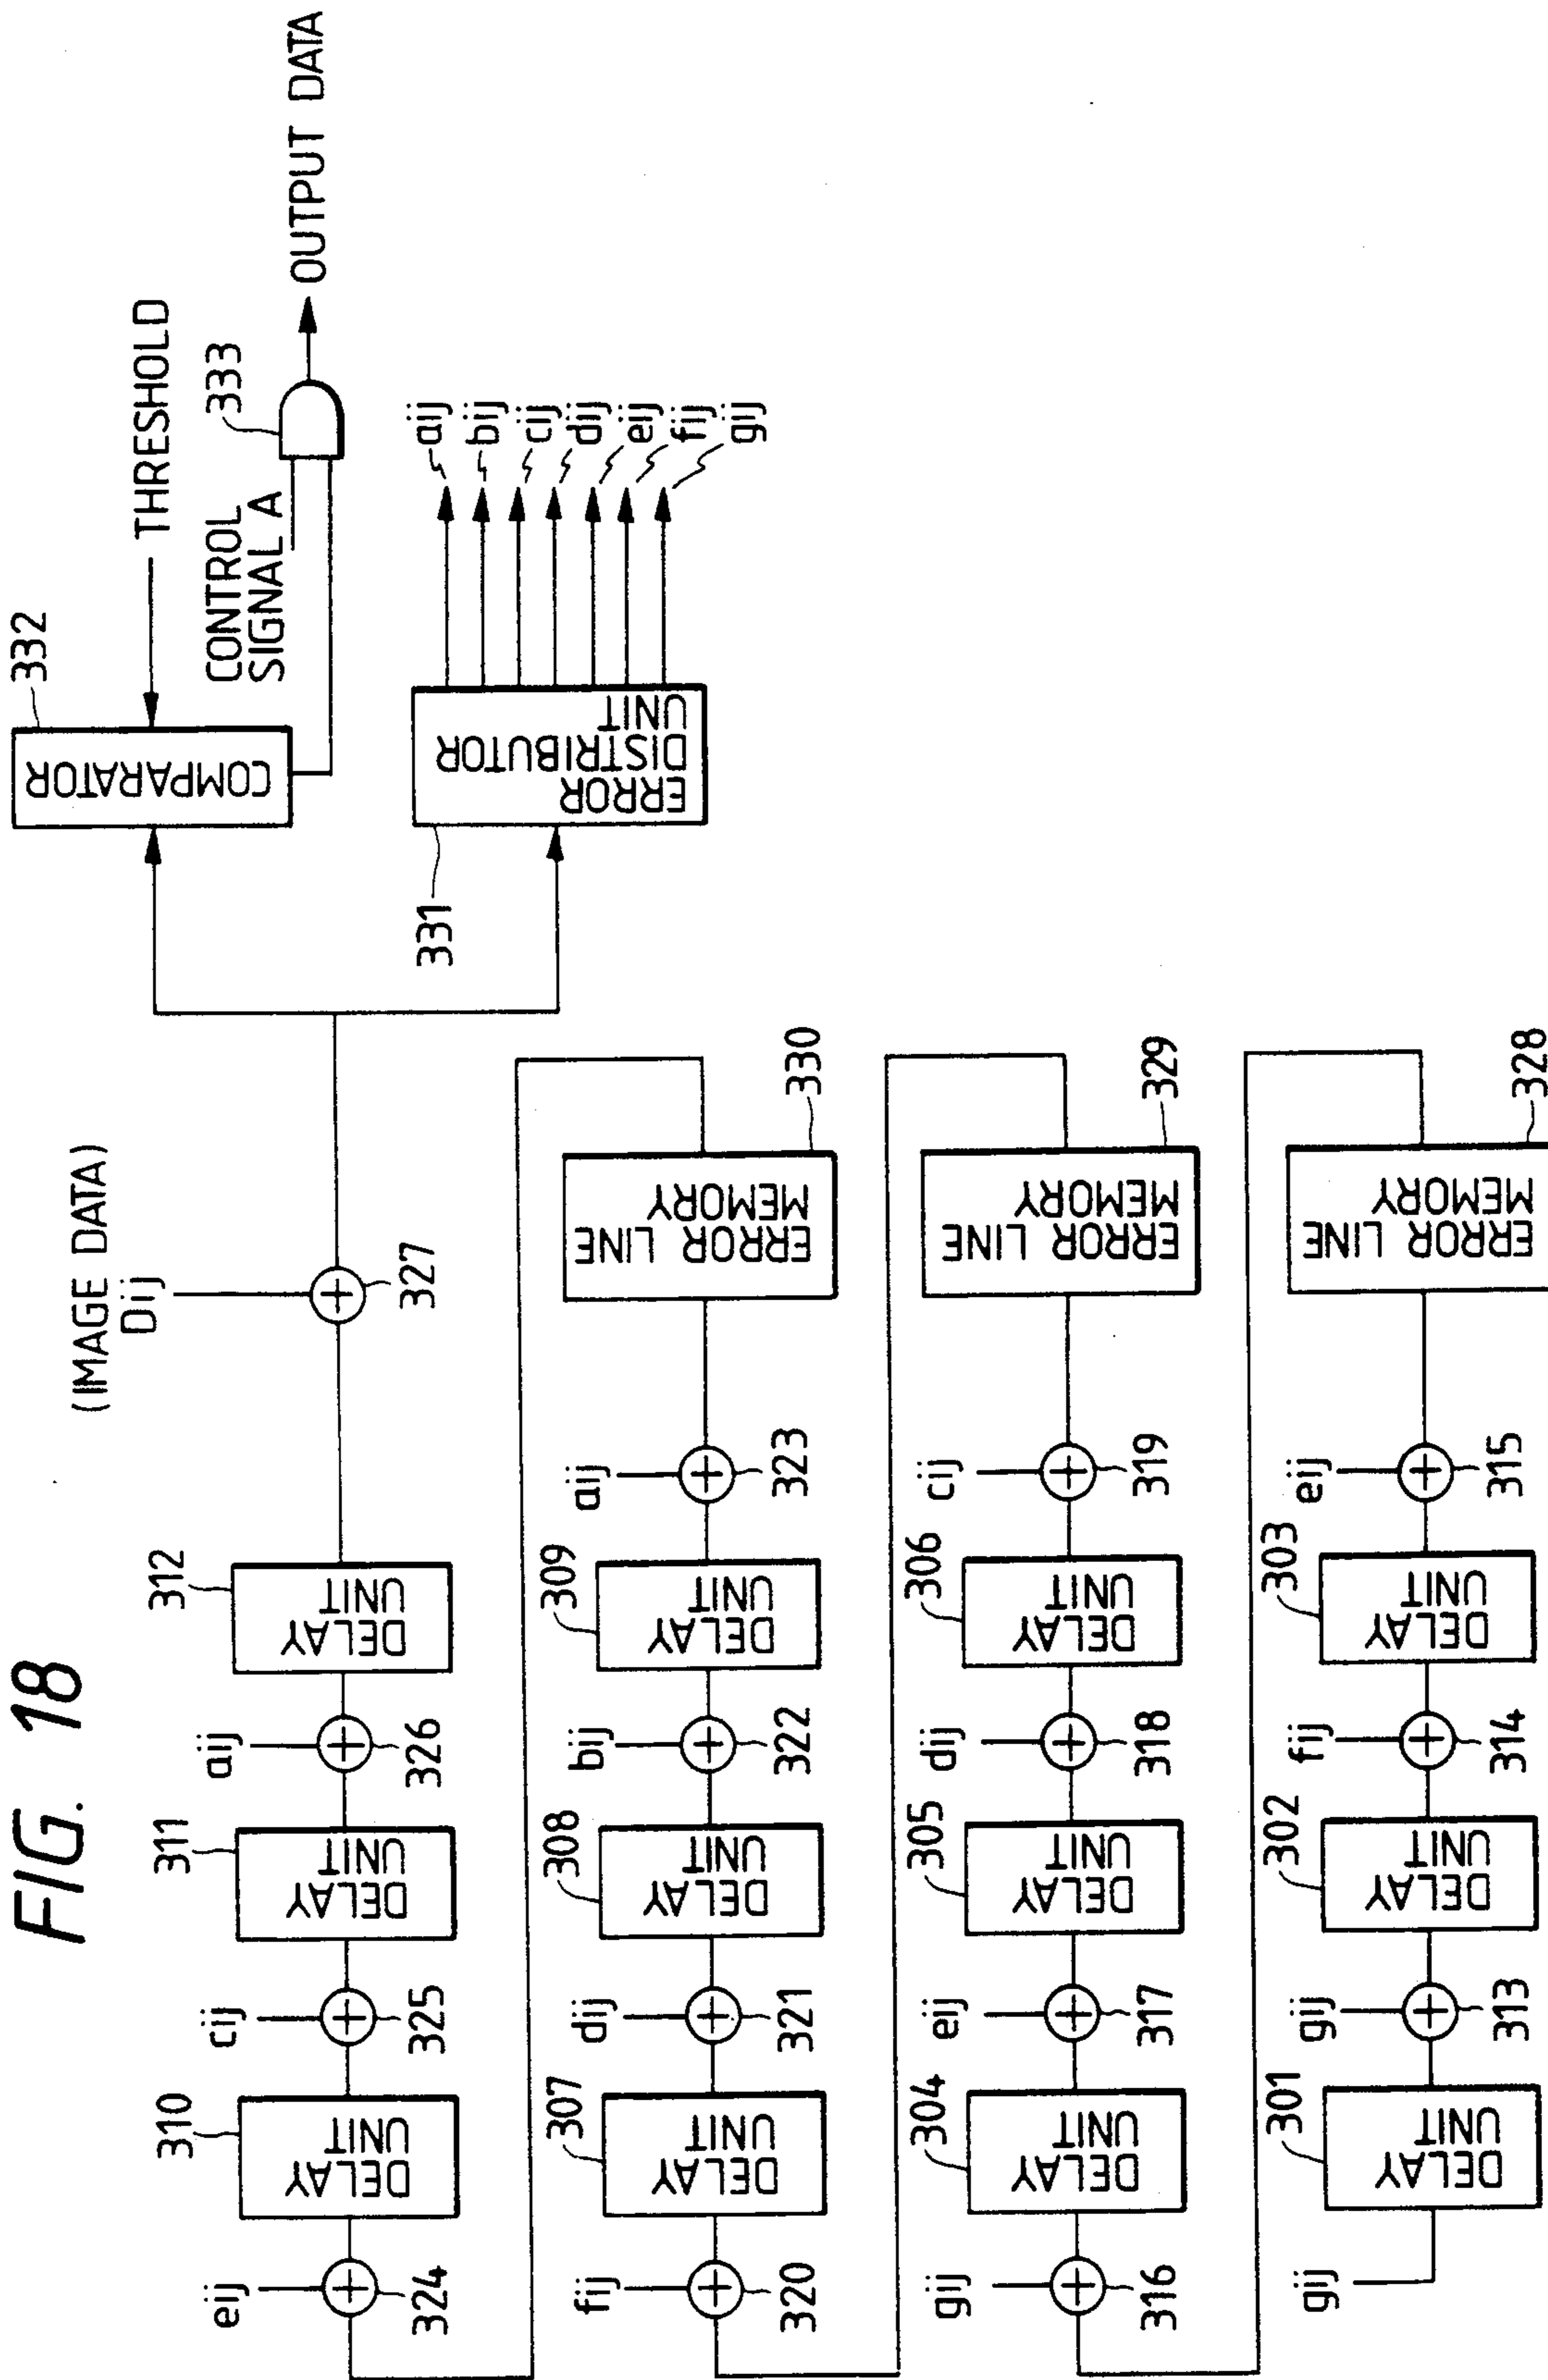 FIG. 18
(IMAGE DATA)
Dij
327
332
COMPARATOR
THRESHOLD
CONTROL
SIGNAL A
333
OUTPUT DATA
331
ERROR
DISTRIBUTOR
UNIT
aij
bij
cij
dij
eij
fij
gij
eij
324
310
DELAY
UNIT
cij
325
311
DELAY
UNIT
aij
326
312
DELAY
UNIT
fij
320
307
DELAY
UNIT
dij
321
308
DELAY
UNIT
bij
322
309
DELAY
UNIT
aij
323
330
ERROR LINE
MEMORY
gij
316
304
DELAY
UNIT
eij
317
305
DELAY
UNIT
dij
318
306
DELAY
UNIT
cij
319
329
ERROR LINE
MEMORY
gij
301
DELAY
UNIT
gij
313
302
DELAY
UNIT
fij
314
303
DELAY
UNIT
eij
315
328
ERROR LINE
MEMORY